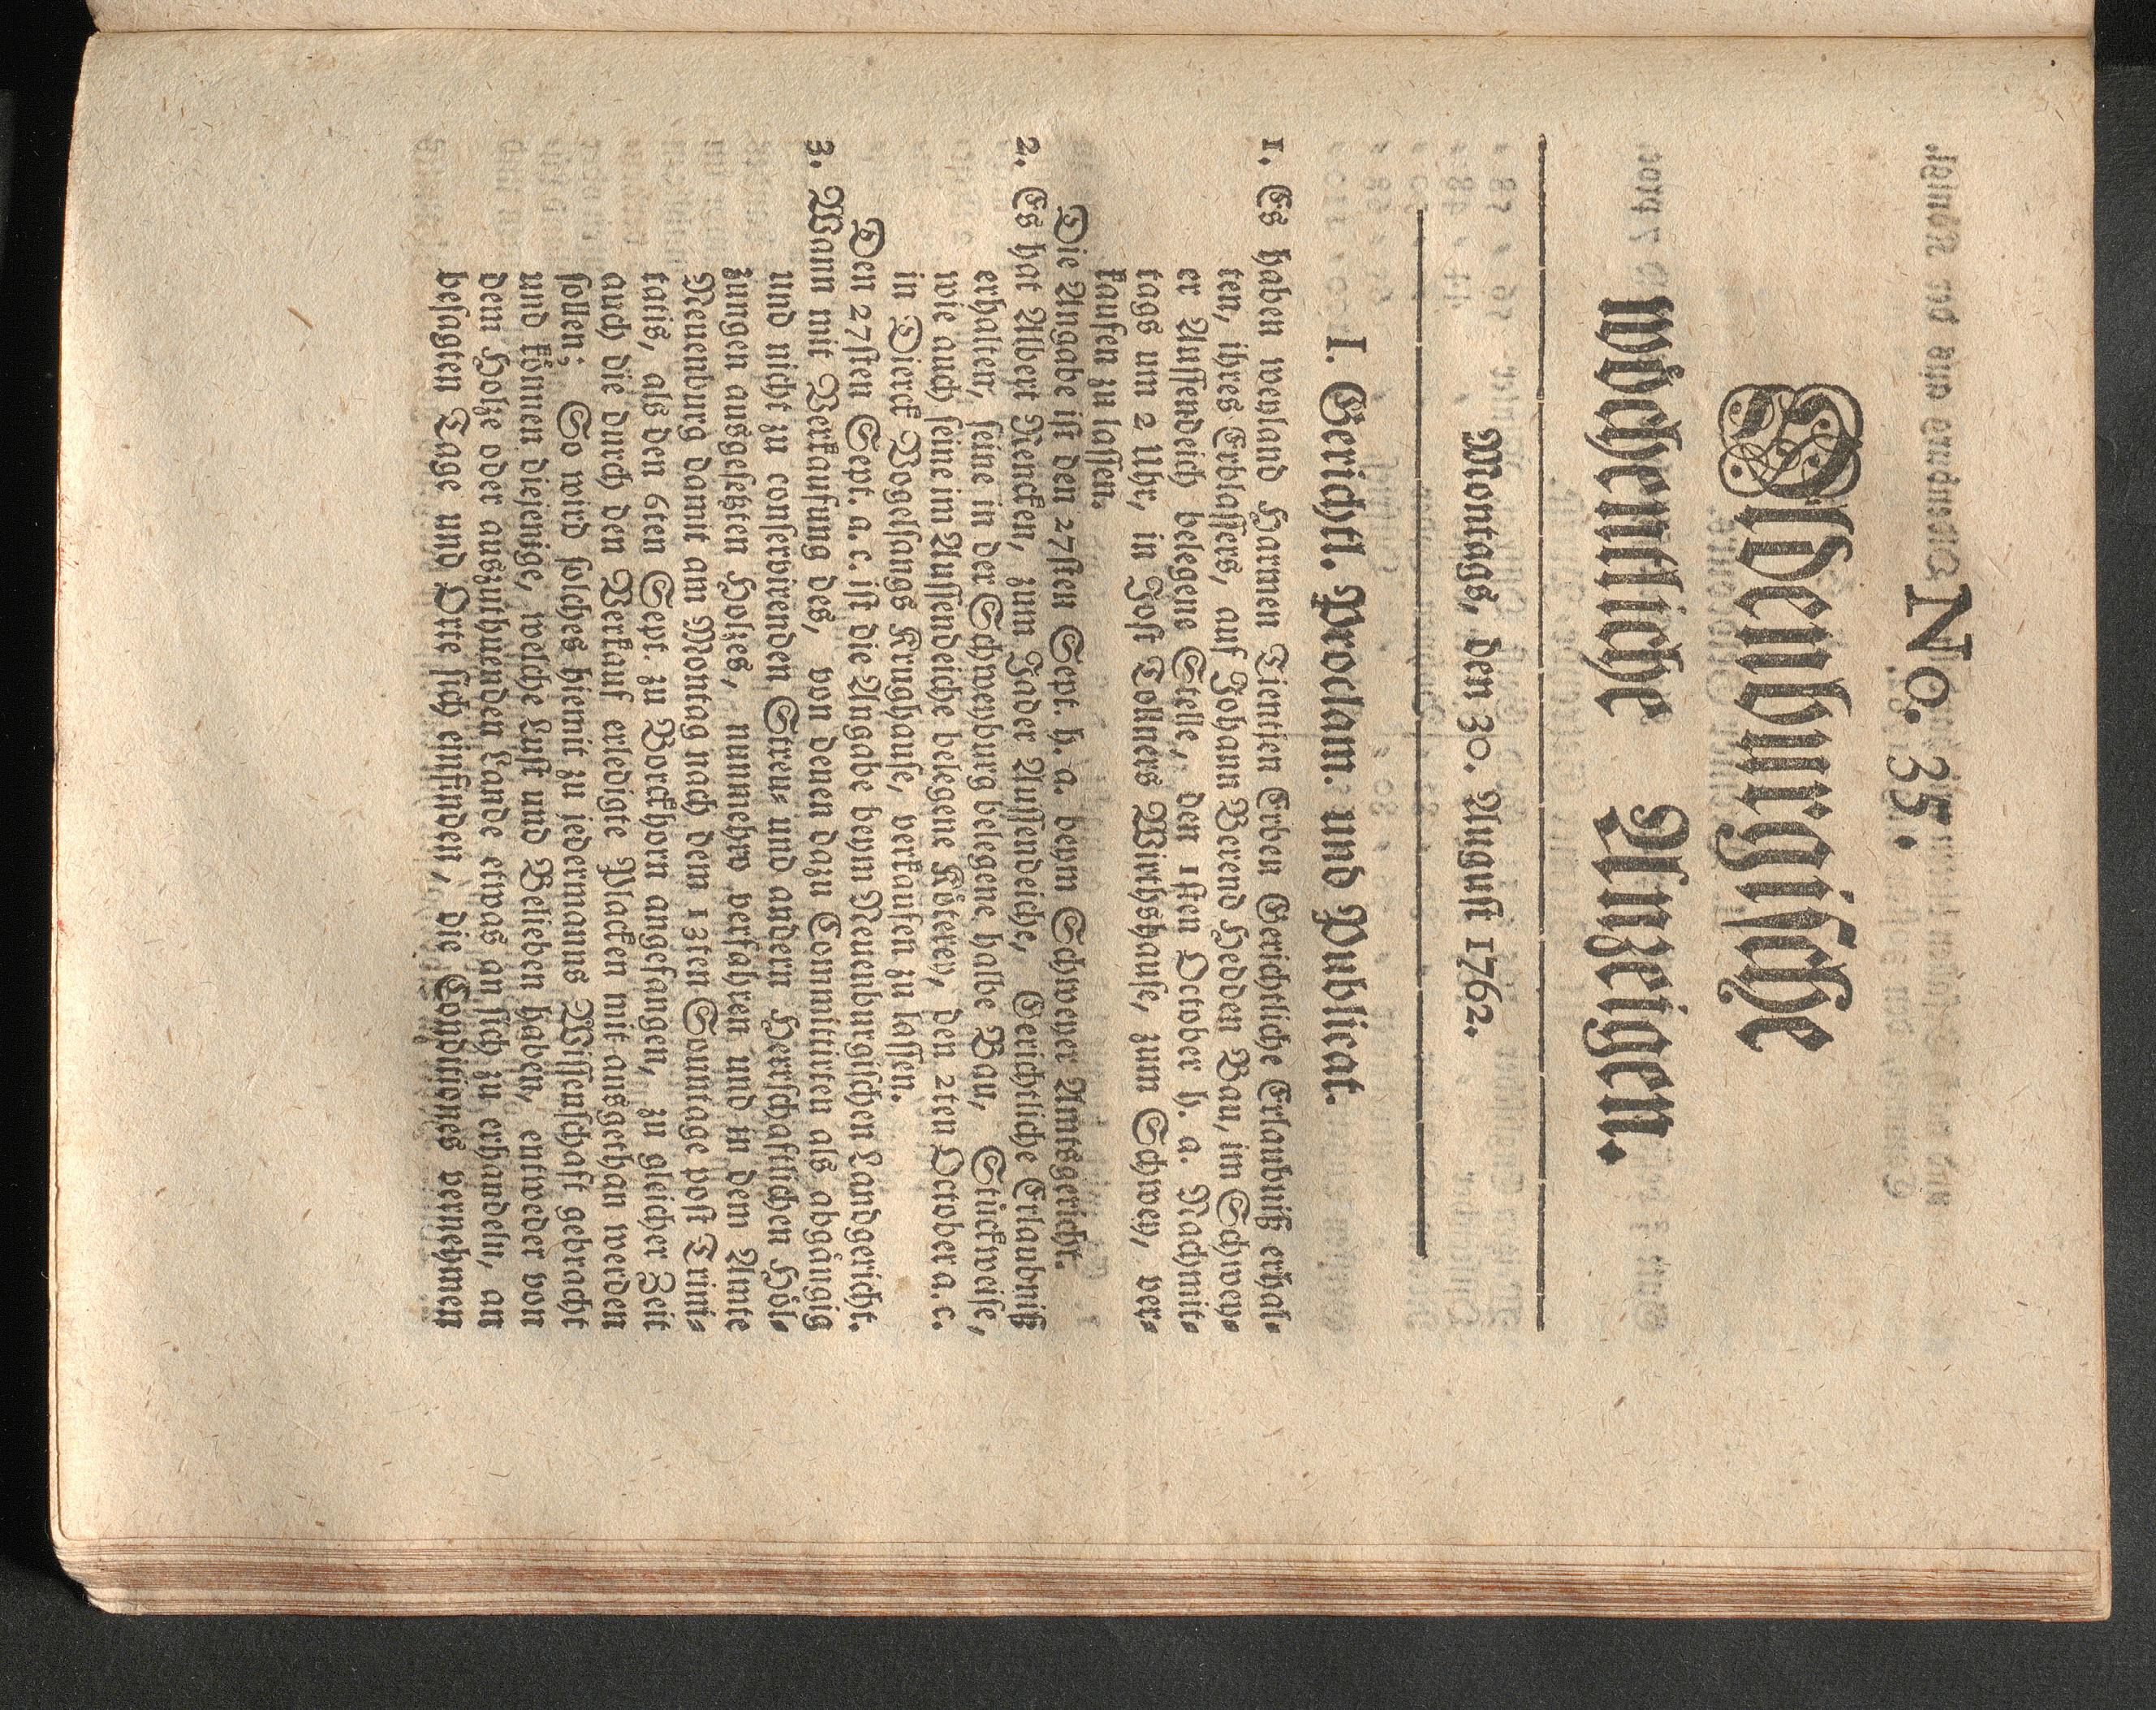 No. 35.
Oldenburgische
wöchentliche Anzeigen.
Montags, den 30. August 1762.
I. Gerichtl. Proclam. und Publicat.
1. Es haben weyland Harmen Tientjen Erben Gerichtliche Erlaubniß erhal-
ten, ihres Erblassers, auf Johann Berend Hedden Bau, im Schwey-
er Aussendeich belegene Stelle, den 1sten October h. a. Nachmit-
tags um 2 Uhr, in Jost Tollners Wirthshause, zum Schwey, ver-
kaufen zu lassen.
Die Angabe ist den 27sten Sept. h. a. beym Schweyer Amtsgericht.
2. Es hat Albert Rencken, zum Jader Aussendeiche, Gerichtliche Erlaubniß
erhalten, seine in der Schweyburg belegene halbe Bau, Stückweise,
wie auch seine im Aussendeiche belegene Köterey, den 2ten October a. c.
in Dierck Vogelsangs Krughause, verkaufen zu lassen.
Den 27sten Sept. a. c. ist die Angabe beym Neuenburgischen Landgericht.
3. Wann mit Verkaufung des, von denen dazu Committirten als abgängig
und nicht zu conservirenden Streu- und andern Herrschaftlichen Höl-
zungen ausgesetzten Holzes, nunmehro verfahren und in dem Amte
Neuenburg damit am Montag nach dem 13ten Sonntage post Trini-
tatis, als den 6ten Sept. zu Bockhorn angefangen, zu gleicher Zeit
auch die durch den Verkauf erledigte Placken mit ausgethan werden
sollen; So wird solches hiemit zu jedermanns Wissenschaft gebracht
und können diejenige, welche Lust und Belieben haben, entweder von
dem Holze oder auszuthuenden Lande etwas an sich zu erhandeln, an
besagten Tage und Orte sich einfinden, die Conditiones vernehmen